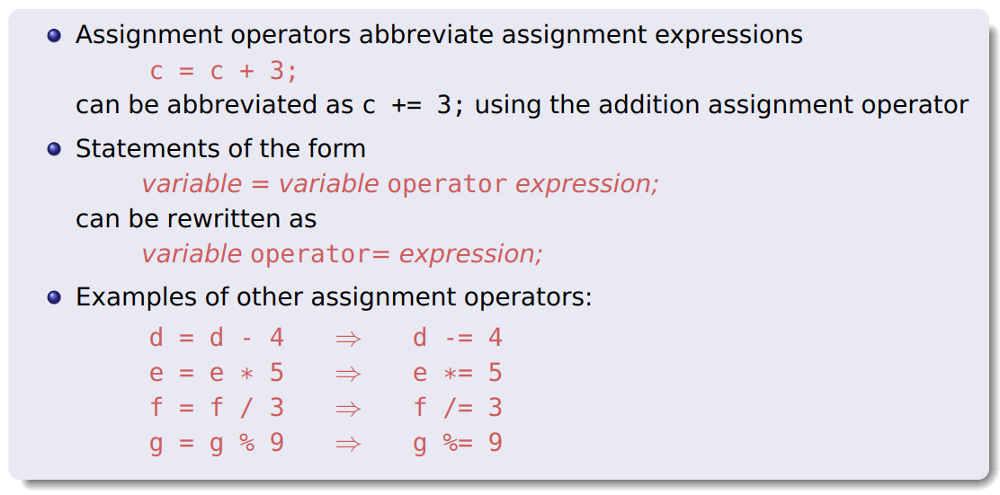 Assignment operators abbreviate assignment expressions
c = c + 3;
can be abbreviated as c += 3; using the addition assignment operator
Statements of the form
variable = variable operator expression;
can be rewritten as
variable operator= expression;
Examples of other assignment operators:
d = d - 4 ⇒ d -= 4
e = e * 5 ⇒ e *= 5
f = f / 3 ⇒ f /= 3
g = g % 9 ⇒ g %= 9